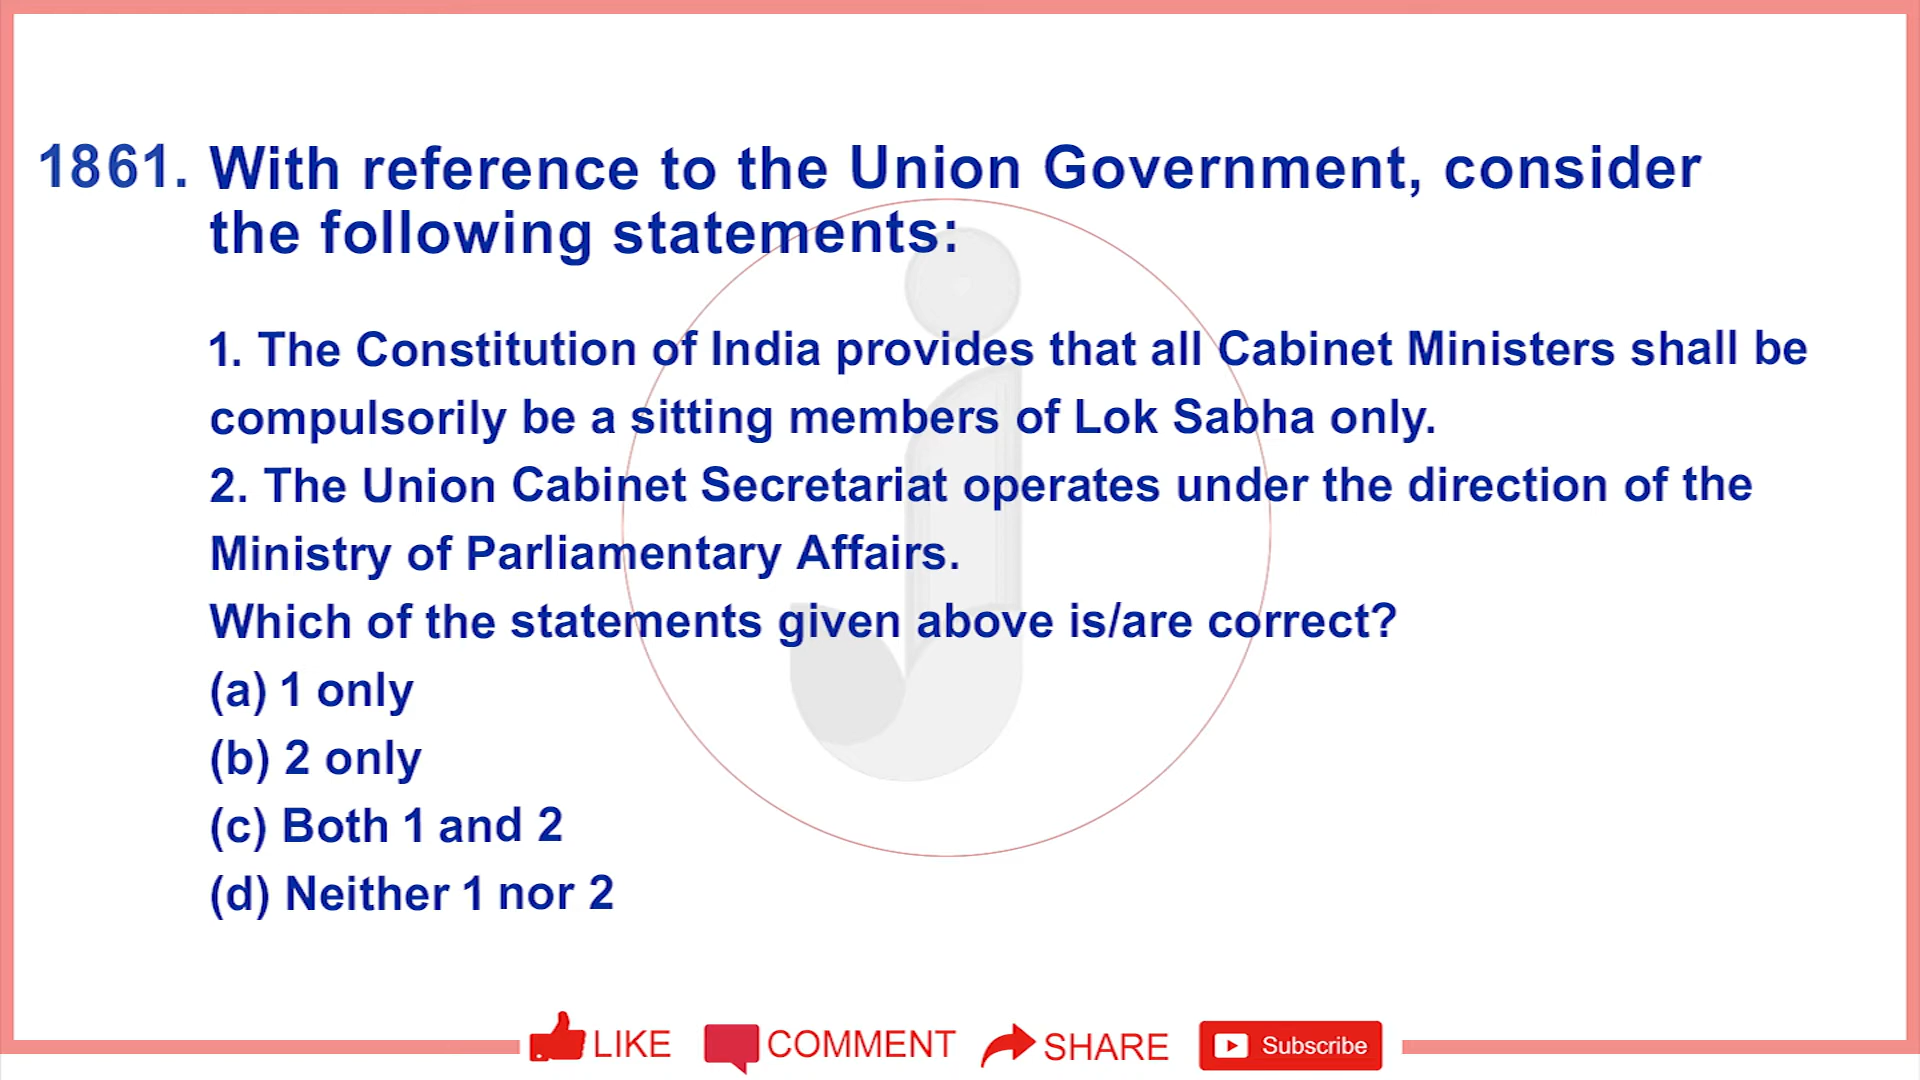 1861. With reference to the Union Government, consider
the following statements:
1. The Constitution of India provides that all Cabinet Ministers shall be
compulsorily be a sitting members of Lok Sabha only.
2. The Union Cabinet Secretariat operates under the direction of the
Ministry of Parliamentary Affairs.
Which of the statements given above is/are correct?
(a) 1 only
(b) 2 only
(c) Both 1 and 2
(d) Neither 1 nor 2
LIKE COMMENT SHARE Subscribe